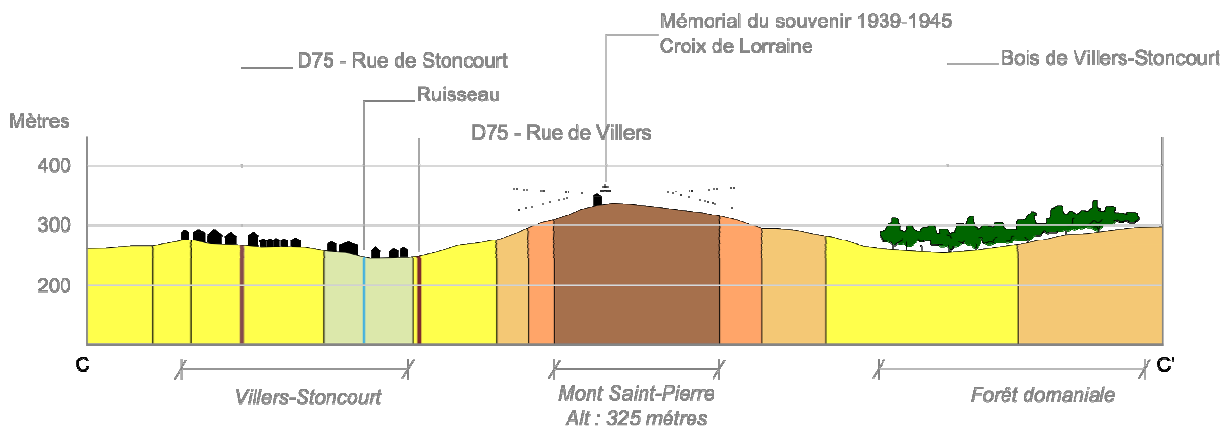 Mémorial du souvenir 1939-1945
Croix de Lorraine
D75 - Rue de Stoncourt
Bois de Villers-Stoncourt
Ruisseau
Mètres
D75 - Rue de Villers
400
300
200
C
C'
Villers-Stoncourt
Mont Saint-Pierre
Alt : 325 métres
Forêt domaniale